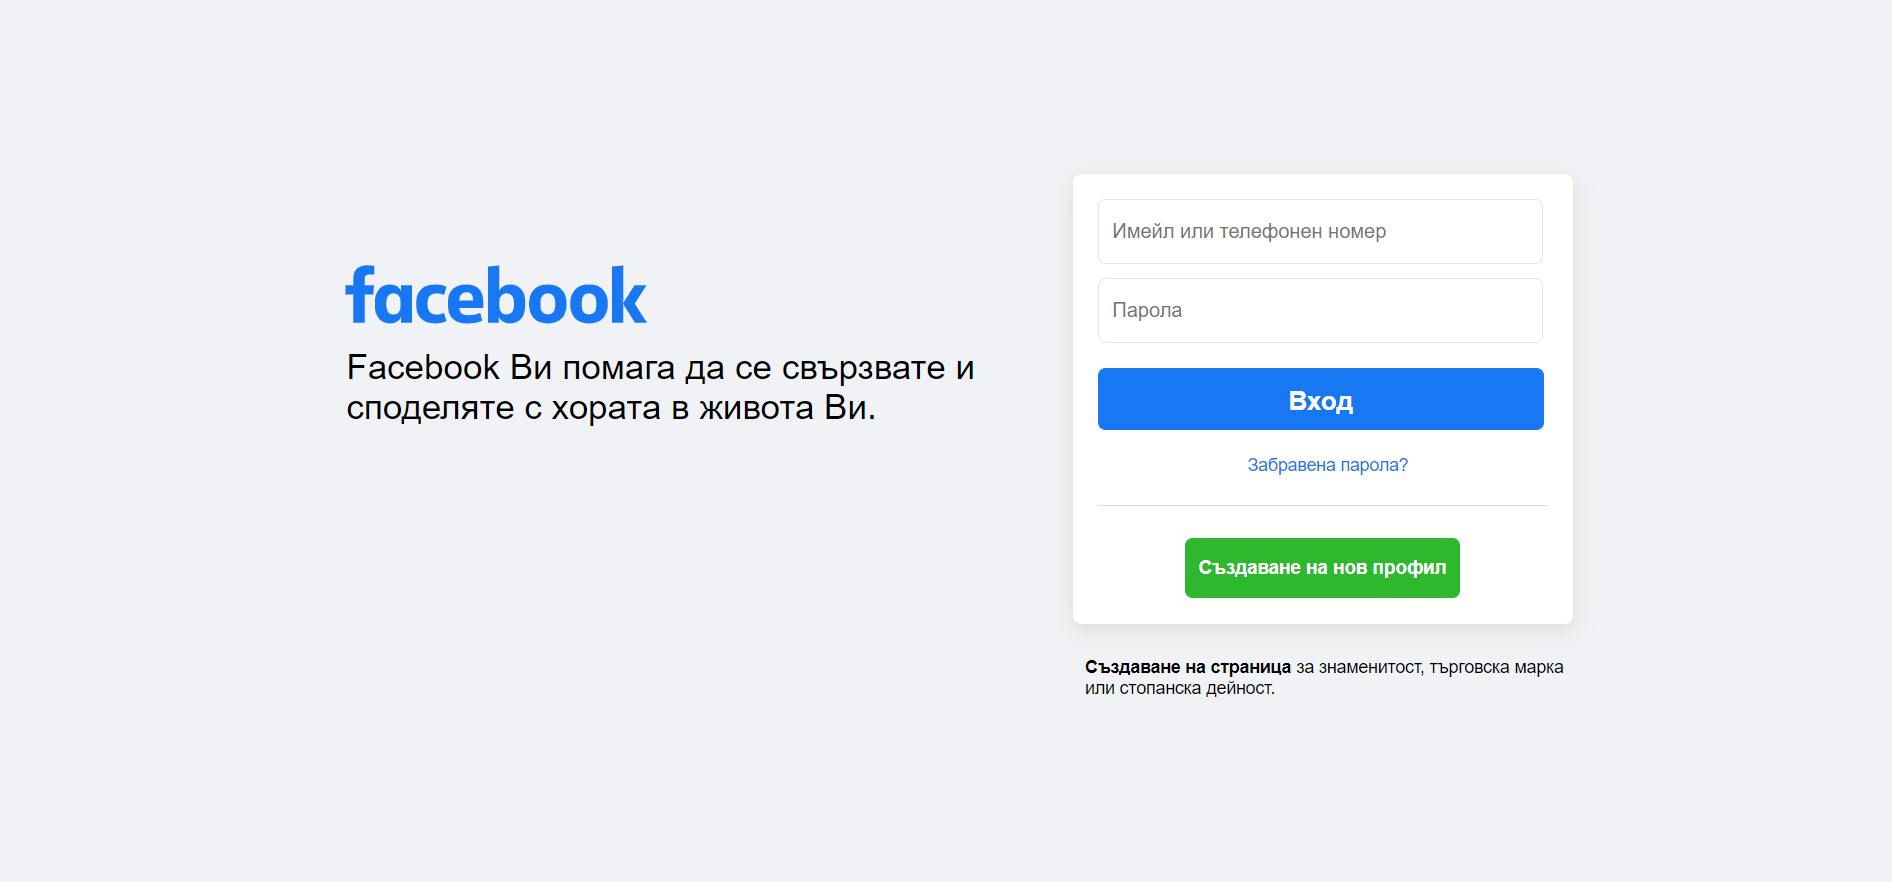 facebook
Facebook Ви помага да се свързвате и
споделяте с хората в живота Ви.
Имейл или телефонен номер
Парола
Вход
Забравена парола?
Създаване на нов профил
Създаване на страница за знаменитост, търговска марка
или стопанска дейност.